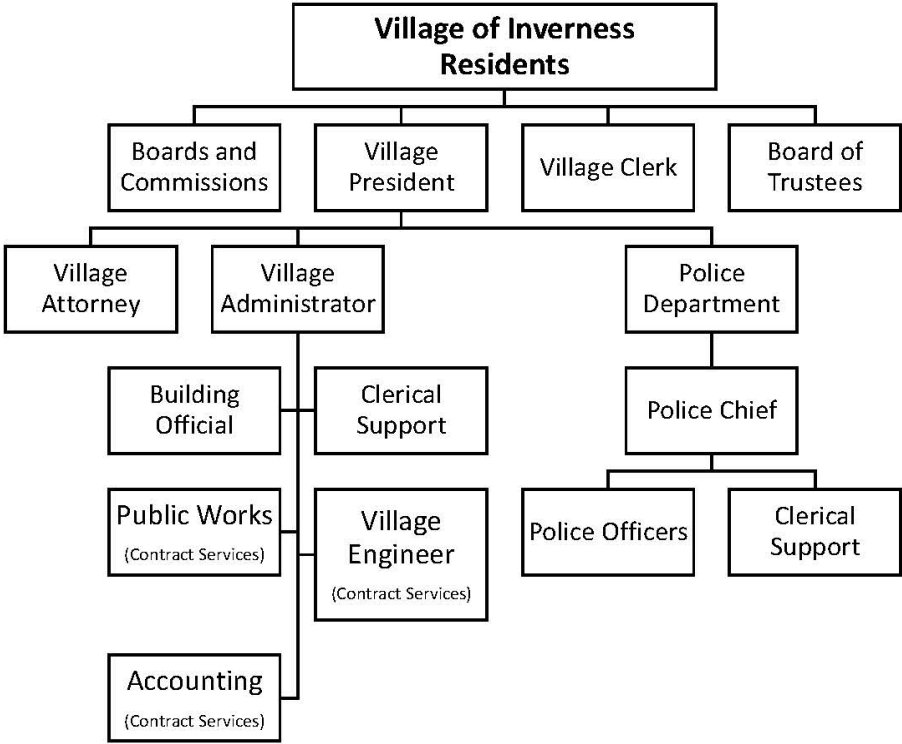 Village of Inverness
Residents
Boards and
Commissions
Village
President
Village Clerk
Board of
Trustees
Village
Attorney
Village
Administrator
Police
Department
Building
Official
Clerical
Support
Police Chief
Public Works
(Contract Services)
Village
Engineer
(Contract Services)
Police Officers
Clerical
Support
Accounting
(Contract Services)